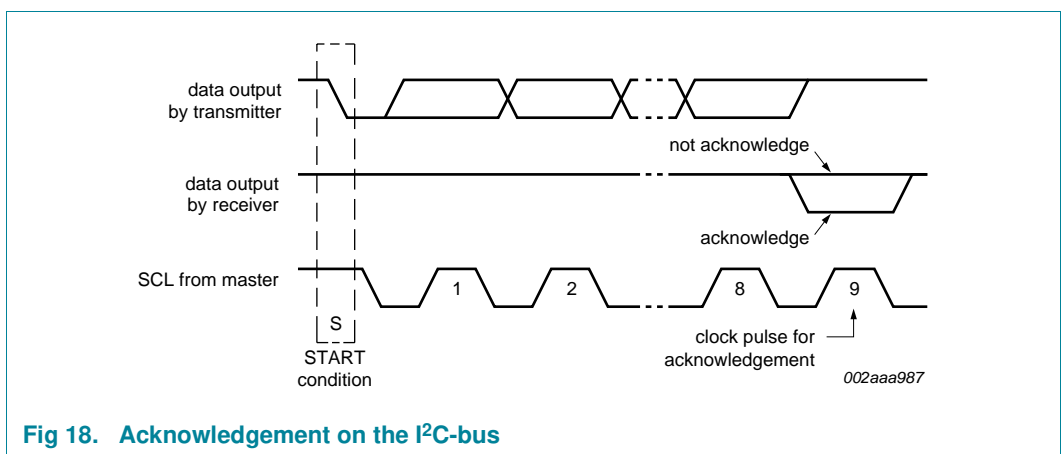 data output
by transmitter
not acknowledge
data output
by receiver
acknowledge
SCL from master
1
2
8
9
S
START
condition
clock pulse for
acknowledgement
002aaa987
Fig 18. Acknowledgement on the I²C-bus